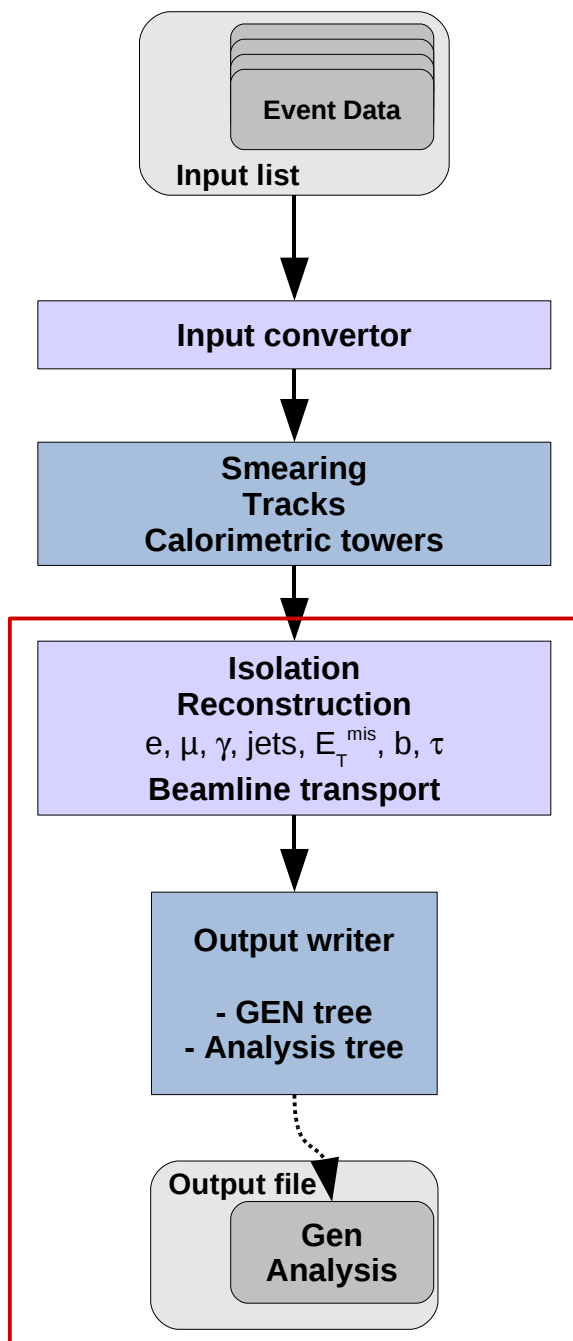 Event Data
Input list
Input convertor
Smearing
Tracks
Calorimetric towers
Isolation
Reconstruction
e, μ, γ, jets, E_T^mis, b, τ
Beamline transport
Output writer
- GEN tree
- Analysis tree
Output file
Gen
Analysis